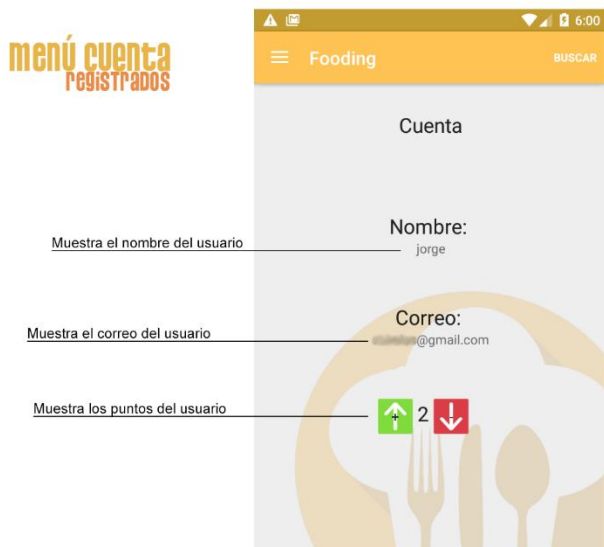 menú cuenta
registrados
6:00
Fooding
BUSCAR
Cuenta
Muestra el nombre del usuario
Nombre:
jorge
Muestra el correo del usuario
Correo:
@gmail.com
Muestra los puntos del usuario
+ 2 -